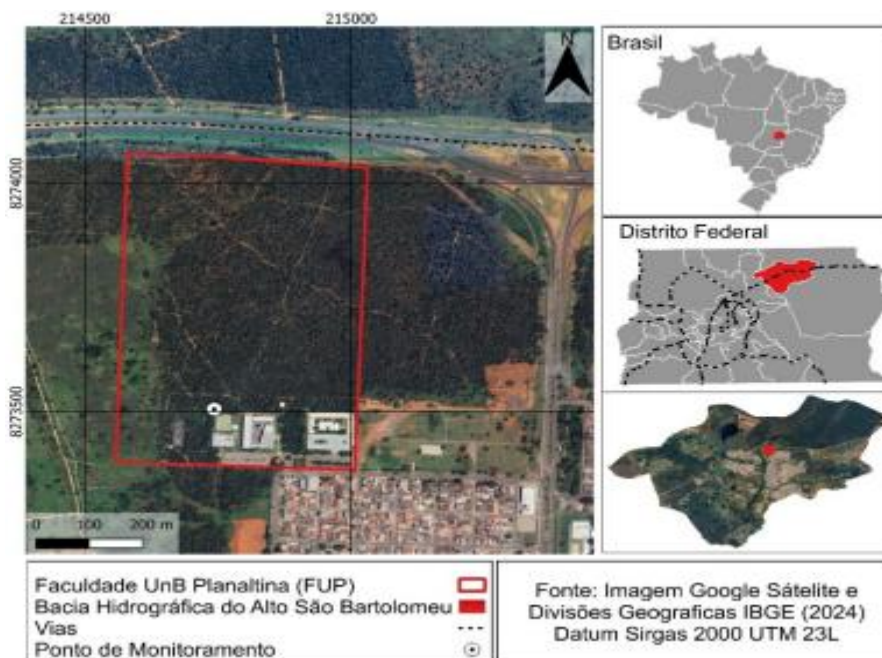 214500
215000
N
8274000
8273500
0 100 200 m
Brasil
Distrito Federal
Faculdade UnB Planaltina (FUP)
Bacia Hidrográfica do Alto São Bartolomeu
Vias
Ponto de Monitoramento
Fonte: Imagem Google Sátelite e
Divisões Geograficas IBGE (2024)
Datum Sirgas 2000 UTM 23L